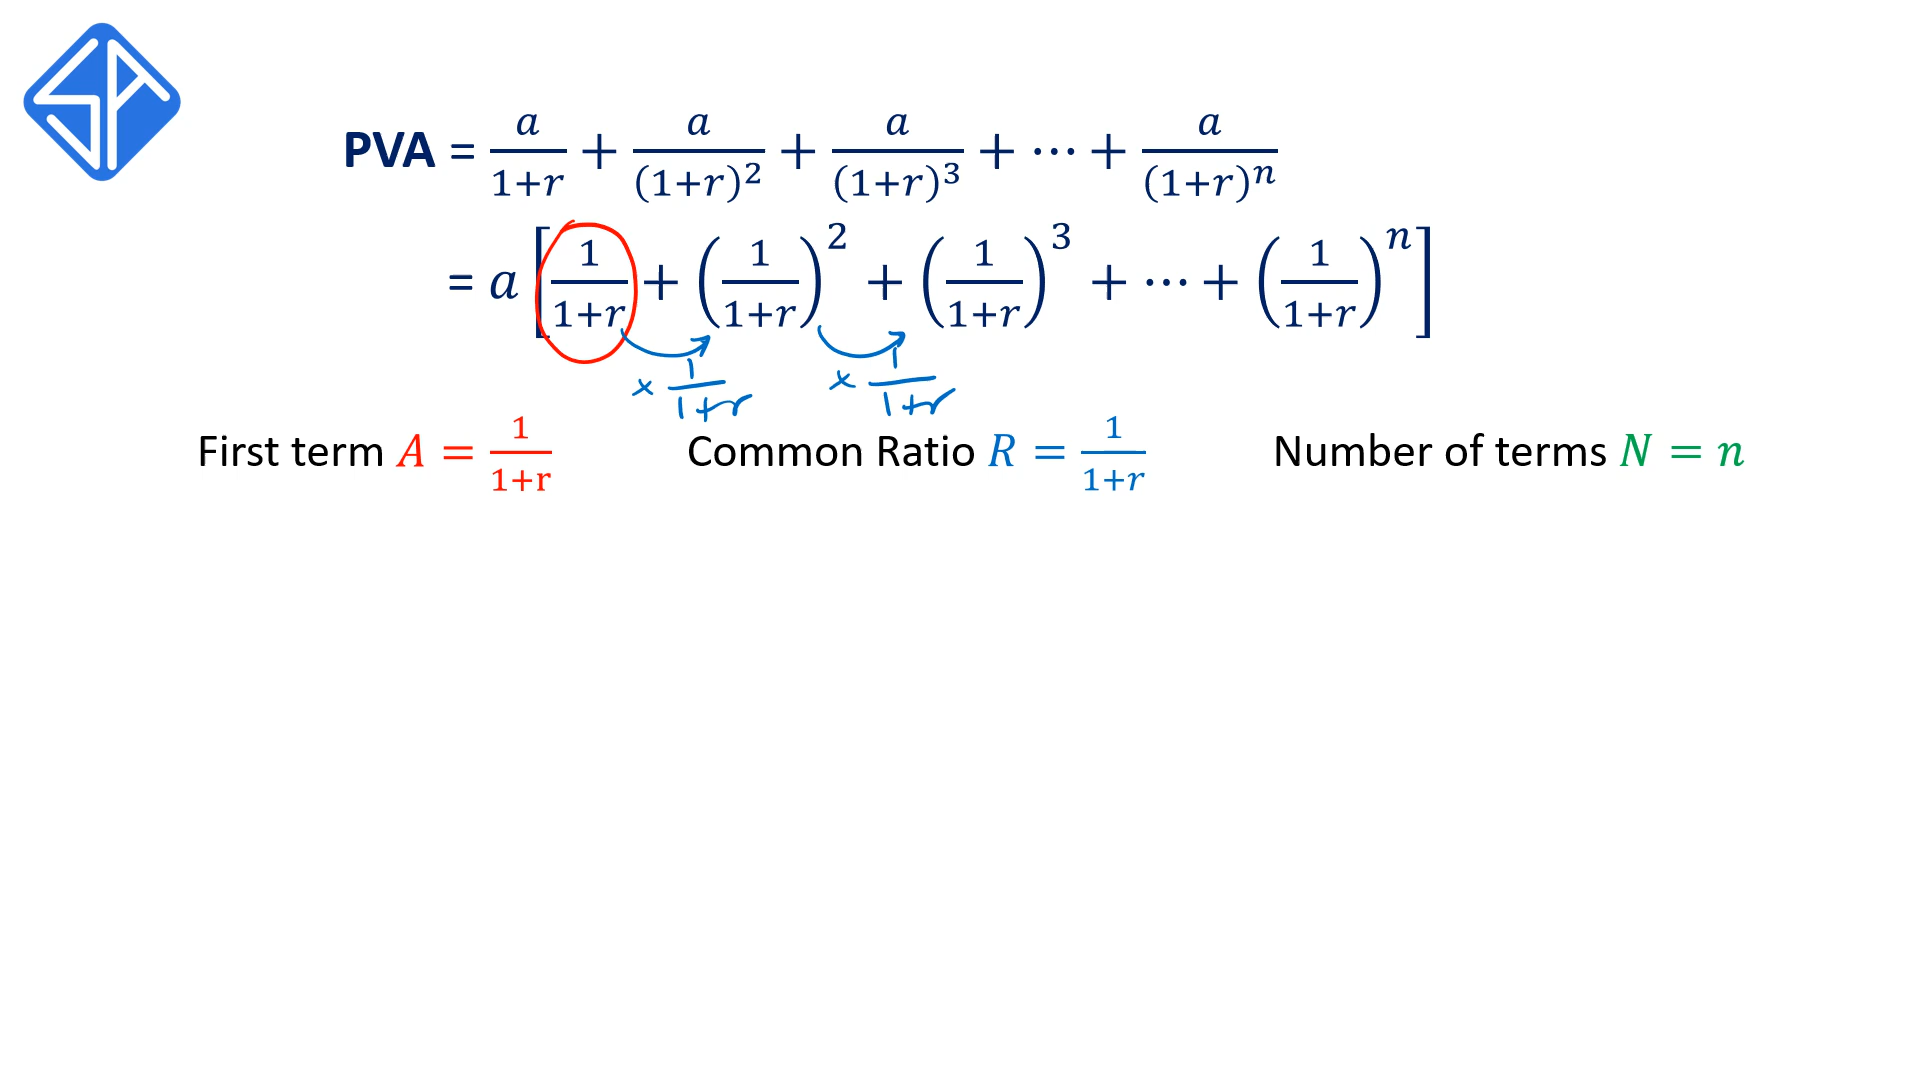 PVA = a/(1+r) + a/(1+r)² + a/(1+r)³ + ⋯ + a/(1+r)ⁿ
= a [1/(1+r) + (1/(1+r))² + (1/(1+r))³ + ⋯ + (1/(1+r))ⁿ]
× 1/(1+r) × 1/(1+r)
First term A = 1/(1+r) Common Ratio R = 1/(1+r) Number of terms N = n